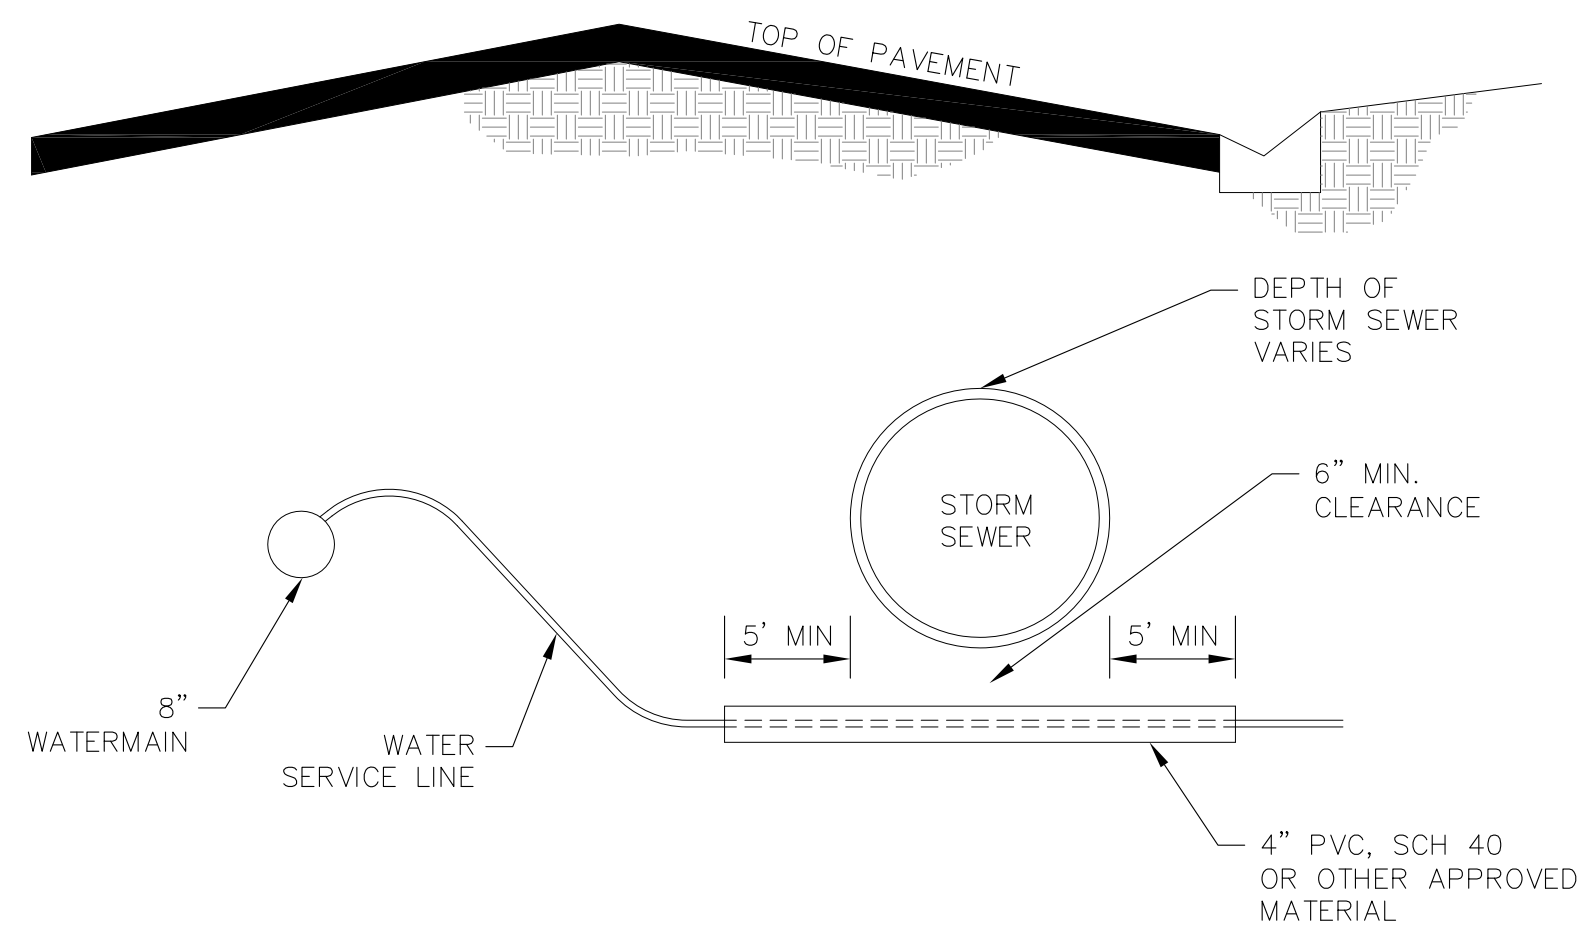 TOP OF PAVEMENT
DEPTH OF
STORM SEWER
VARIES
6” MIN.
CLEARANCE
STORM
SEWER
5’ MIN
5’ MIN
8”
WATERMAIN
WATER
SERVICE LINE
4” PVC, SCH 40
OR OTHER APPROVED
MATERIAL